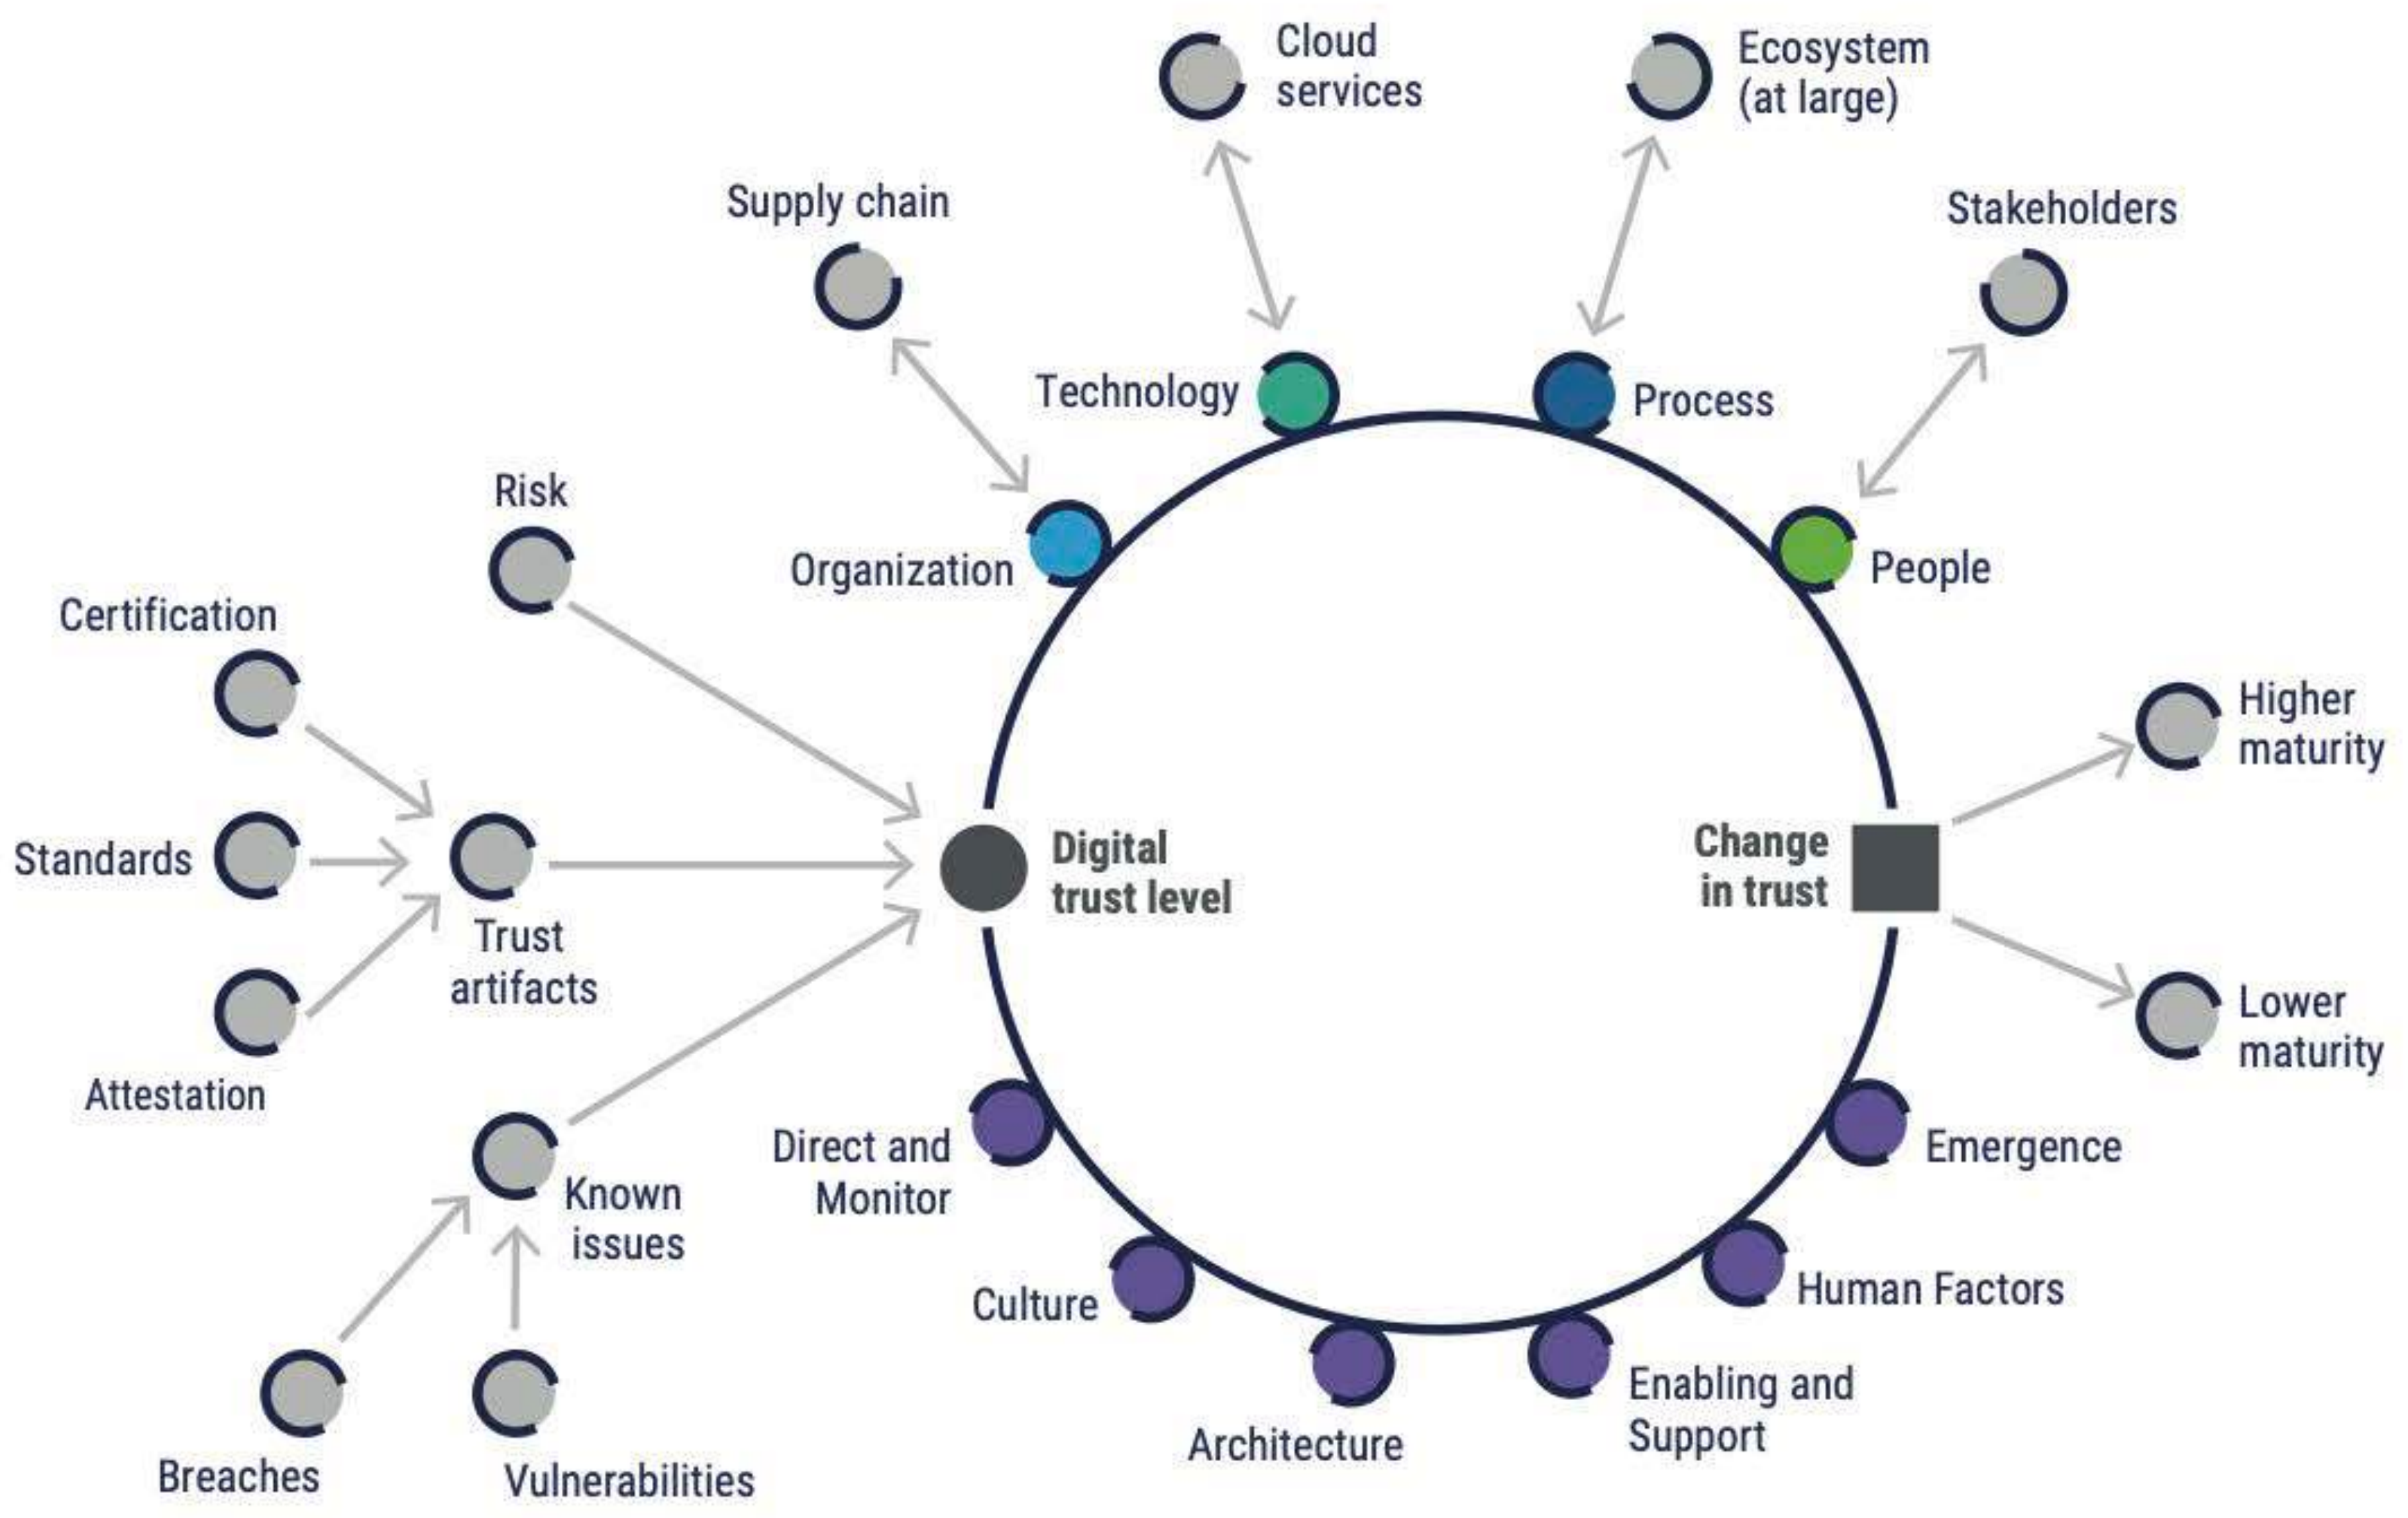 Cloud
services
Ecosystem
(at large)
Supply chain
Stakeholders
Technology
Process
Risk
Organization
People
Certification
Higher
maturity
Standards
Trust
artifacts
Digital
trust level
Change
in trust
Lower
maturity
Attestation
Direct and
Monitor
Emergence
Known
issues
Culture
Human Factors
Architecture
Enabling and
Support
Breaches
Vulnerabilities